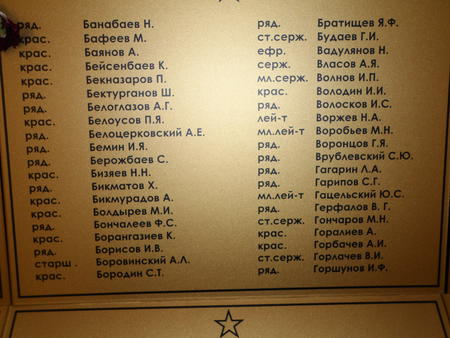 ряд. Банабаев Н.
крас. Бафеев М.
крас. Баянов А.
крас. Бейсенбаев К.
крас. Бекназаров П.
ряд. Бектурганов Ш.
ряд. Белоглазов А.Г.
крас. Белоусов П.Я.
ряд. Белоцерковский А.Е.
ряд. Бемин И.Я.
ряд. Бережбаев С.
крас. Бизяев Н.Н.
ряд. Бикматов Х.
крас. Бикмурадов А.
крас. Болдырев М.И.
ряд. Бончалеев Ф.С.
крас. Борангазиев К.
ряд. Борисов И.В.
старш . Боровинский А.Л.
крас. Бородин С.Т.
ряд. Братищев Я.Ф.
ст.серж. Будаев Г.И.
ефр. Вадулянов Н.
серж. Власов А.Я.
мл.серж. Волнов И.П.
крас. Володин И.И.
ряд. Волосков И.С.
лей-т Воржев Н.А.
мл.лей-т Воробьев М.Н.
ряд. Воронцов Г.Я.
ряд. Врублевский С.Ю.
ряд. Гагарин Л.А.
ряд. Гарипов С.Г.
мл.лей-т Гацельский Ю.С.
ряд. Герфалов В. Г.
ст.серж. Гончаров М.Н.
крас. Горалиев А.
крас. Горбачев А.И.
ст.серж. Горлачев В.И.
ряд. Горшунов И.Ф.